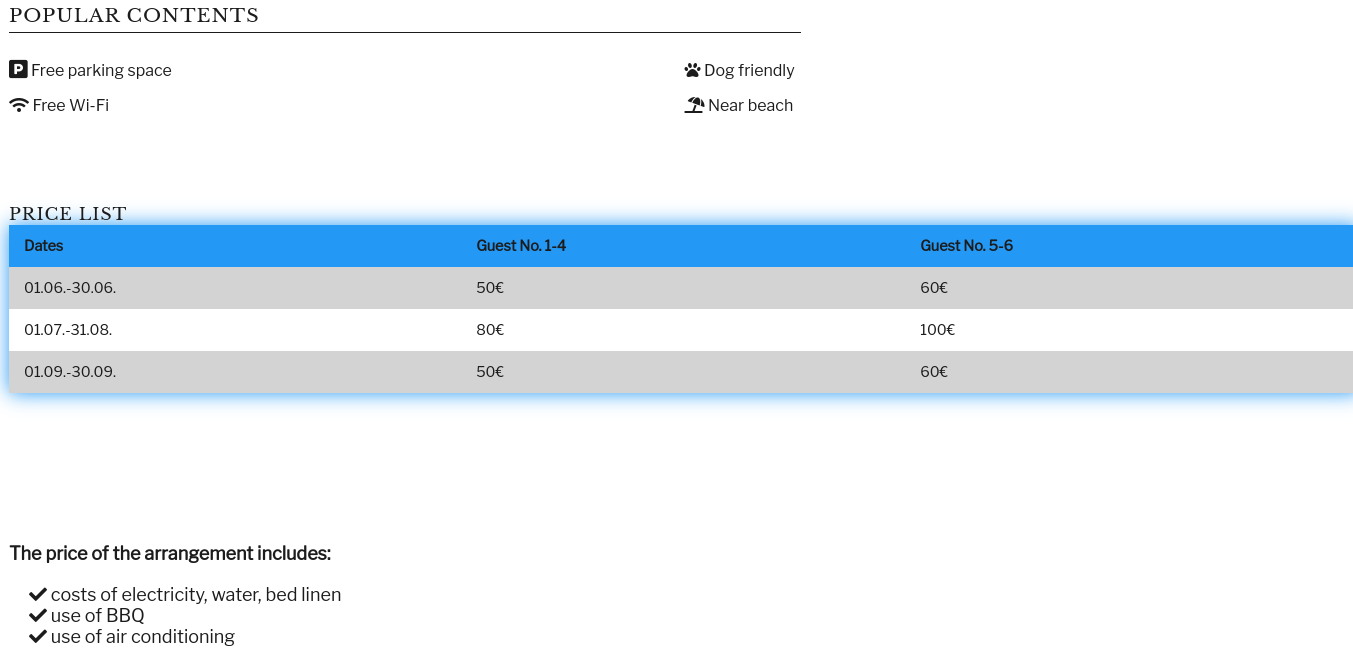 POPULAR CONTENTS
Free parking space Dog friendly
Free Wi-Fi Near beach
PRICE LIST
Dates Guest No. 1-4 Guest No. 5-6
01.06.-30.06. 50€ 60€
01.07.-31.08. 80€ 100€
01.09.-30.09. 50€ 60€
The price of the arrangement includes:
costs of electricity, water, bed linen
use of BBQ
use of air conditioning